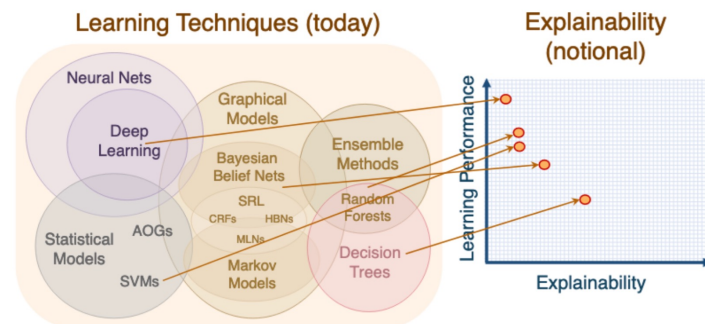 Learning Techniques (today)
Explainability
(notional)
Neural Nets
Graphical
Models
Deep
Learning
Ensemble
Methods
Bayesian
Belief Nets
SRL
Random
Forests
CRFs
HBNs
AOGs
Statistical
Models
MLNs
Decision
Trees
Markov
Models
SVMs
Learning Performance
Explainability